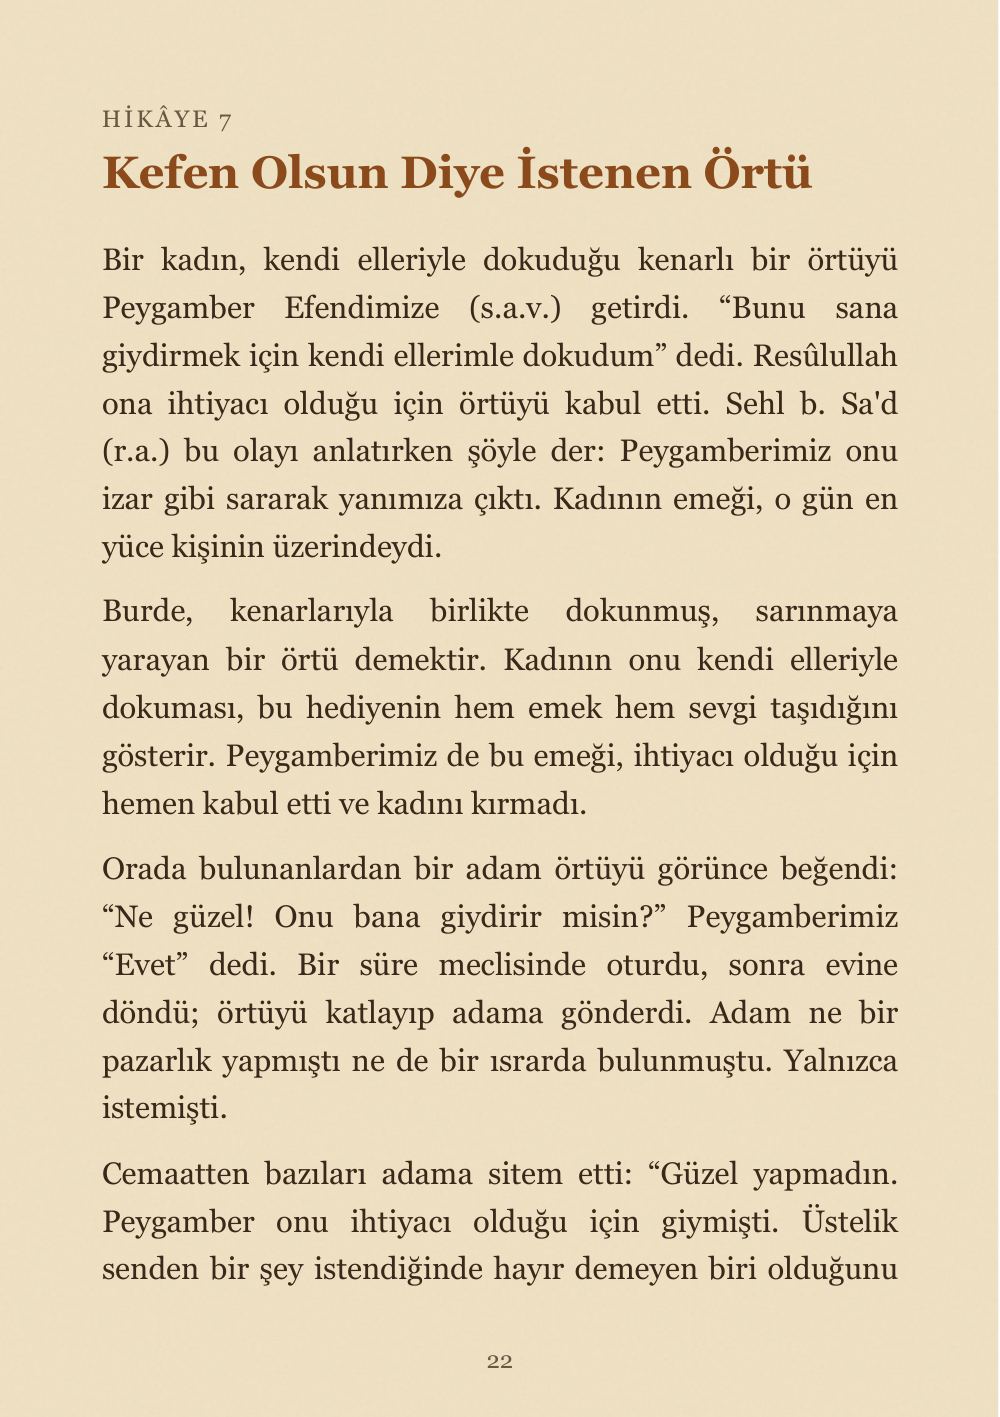 HİKÂYE 7
Kefen Olsun Diye İstenen Örtü
Bir kadın, kendi elleriyle dokuduğu kenarlı bir örtüyü
Peygamber Efendimize (s.a.v.) getirdi. “Bunu sana
giydirmek için kendi ellerimle dokudum” dedi. Resûlullah
ona ihtiyacı olduğu için örtüyü kabul etti. Sehl b. Sa'd
(r.a.) bu olayı anlatırken şöyle der: Peygamberimiz onu
izar gibi sararak yanımıza çıktı. Kadının emeği, o gün en
yüce kişinin üzerindeydi.
Burde, kenarlarıyla birlikte dokunmuş, sarınmaya
yarayan bir örtü demektir. Kadının onu kendi elleriyle
dokuması, bu hediyenin hem emek hem sevgi taşıdığını
gösterir. Peygamberimiz de bu emeği, ihtiyacı olduğu için
hemen kabul etti ve kadını kırmadı.
Orada bulunanlardan bir adam örtüyü görünce beğendi:
“Ne güzel! Onu bana giydirir misin?” Peygamberimiz
“Evet” dedi. Bir süre meclisinde oturdu, sonra evine
döndü; örtüyü katlayıp adama gönderdi. Adam ne bir
pazarlık yapmıştı ne de bir ısrarda bulunmuştu. Yalnızca
istemişti.
Cemaatten bazıları adama sitem etti: “Güzel yapmadın.
Peygamber onu ihtiyacı olduğu için giymişti. Üstelik
senden bir şey istendiğinde hayır demeyen biri olduğunu
22